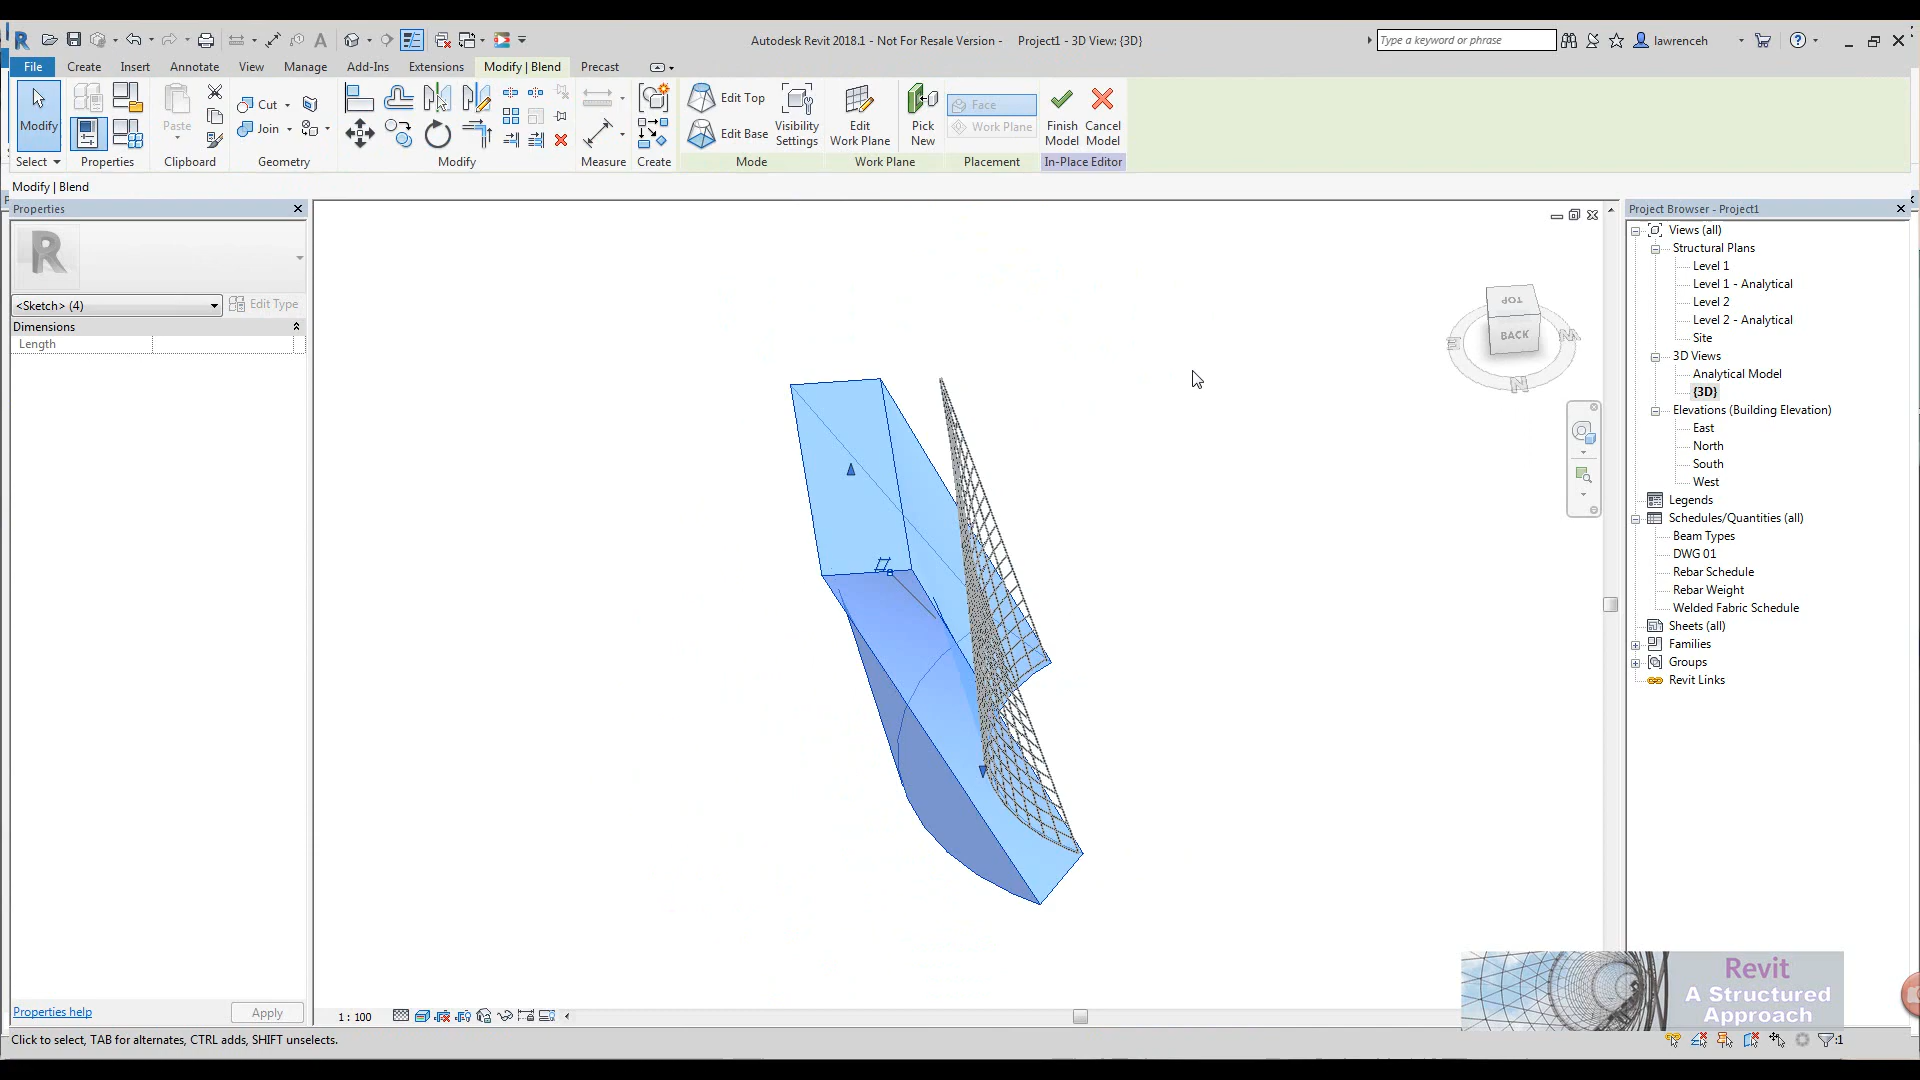 Autodesk Revit 2018.1 - Not For Resale Version - Project1 - 3D View: {3D}
Type a keyword or phrase
lawrenceh
File Create Insert Annotate View Manage Add-Ins Extensions Modify | Blend Precast
Modify
Paste
Cut
Join
Edit Top
Edit Base
Visibility Settings
Edit Work Plane
Pick New
Face
Work Plane
Finish Model
Cancel Model
Select Properties Clipboard Geometry Modify Measure Create Mode Work Plane Placement In-Place Editor
Modify | Blend
Properties
<Sketch> (4)
Edit Type
Dimensions
Length
Properties help
Apply
TOP
BACK
E
N
W
1 : 100
Project Browser - Project1
Views (all)
Structural Plans
Level 1
Level 1 - Analytical
Level 2
Level 2 - Analytical
Site
3D Views
Analytical Model
{3D}
Elevations (Building Elevation)
East
North
South
West
Legends
Schedules/Quantities (all)
Beam Types
DWG 01
Rebar Schedule
Rebar Weight
Welded Fabric Schedule
Sheets (all)
Families
Groups
Revit Links
Revit
A Structured
Approach
Click to select, TAB for alternates, CTRL adds, SHIFT unselects.
:1